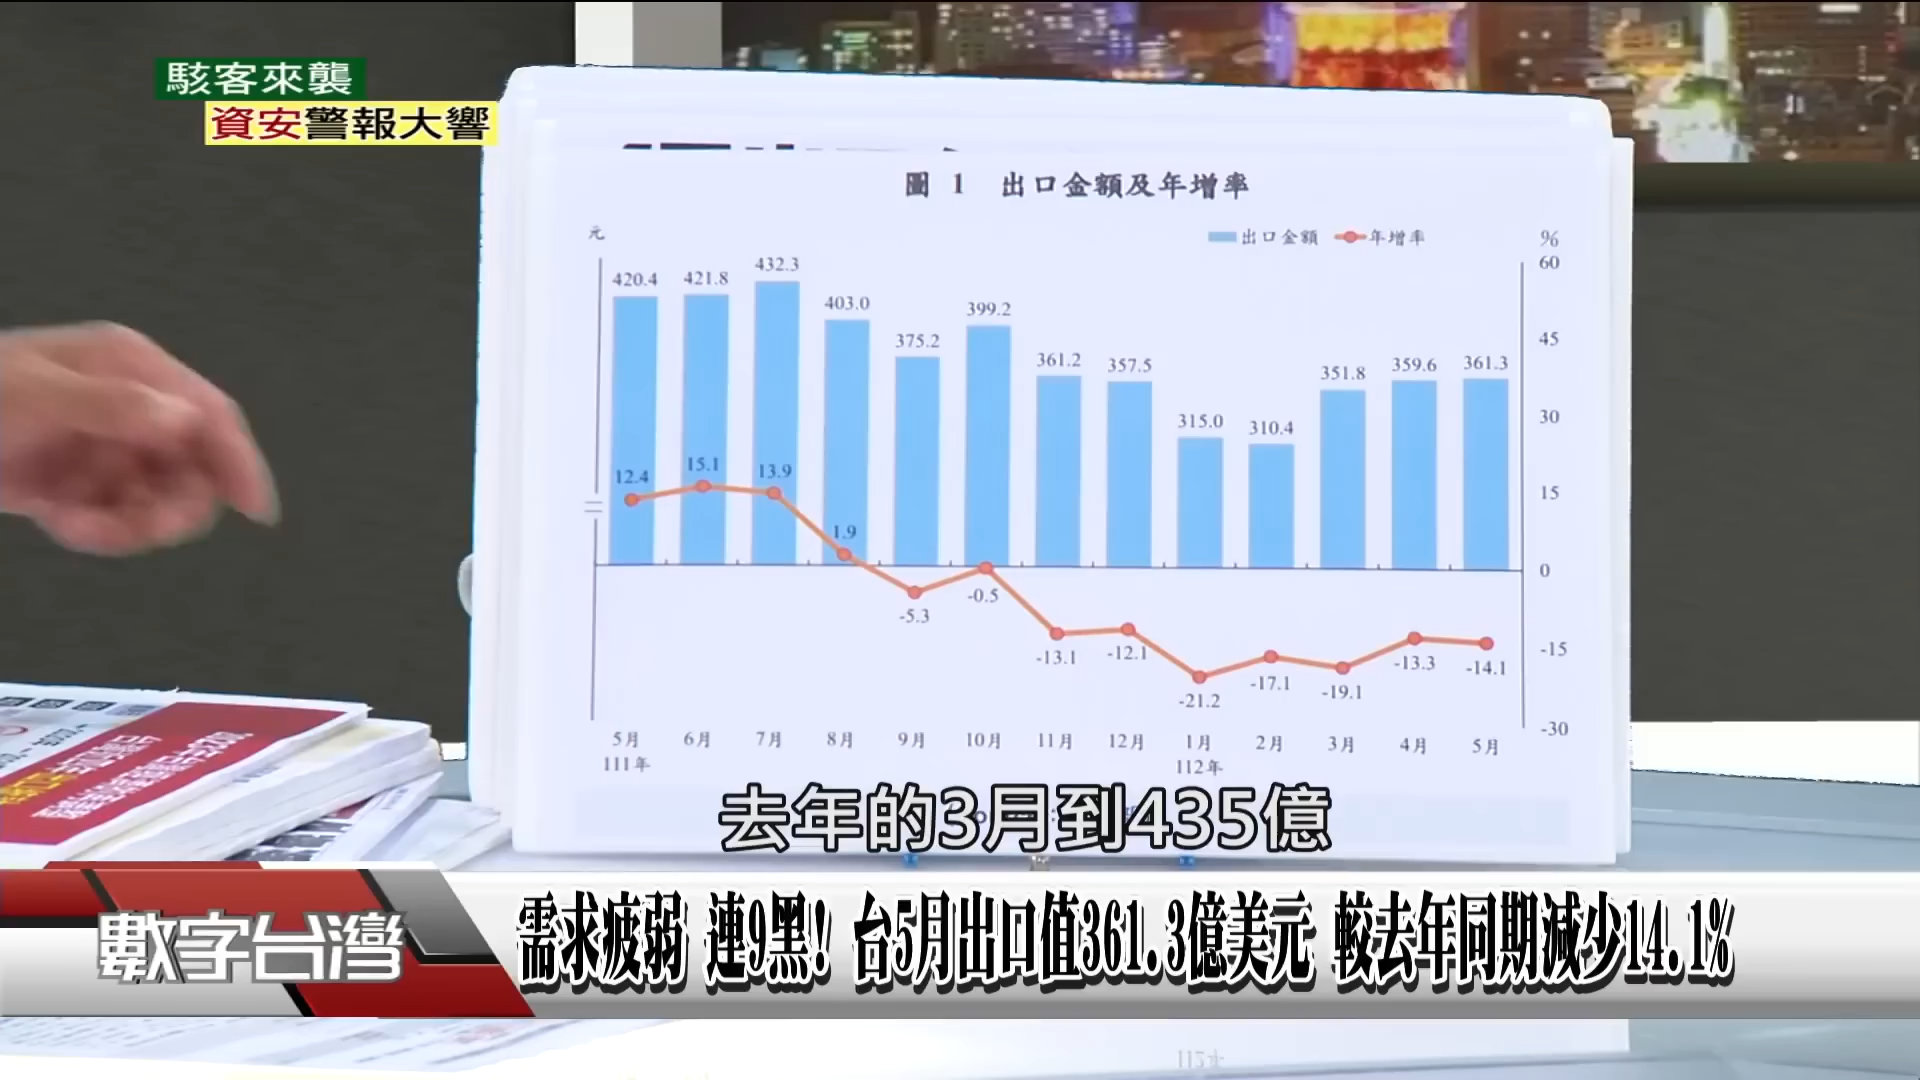 駭客來襲
資安警報大響
圖 1 出口金額及年增率
元
出口金額 年增率
%
60
45
30
15
0
-15
-30
420.4 421.8 432.3 403.0 375.2 399.2 361.2 357.5 315.0 310.4 351.8 359.6 361.3
12.4 15.1 13.9 1.9 -5.3 -0.5 -13.1 -12.1 -21.2 -17.1 -19.1 -13.3 -14.1
5月 6月 7月 8月 9月 10月 11月 12月 1月 2月 3月 4月 5月
111年 112年
去年的3月到435億
數字台灣
需求疲弱 連9黑! 台5月出口值361.3億美元 較去年同期減少14.1%